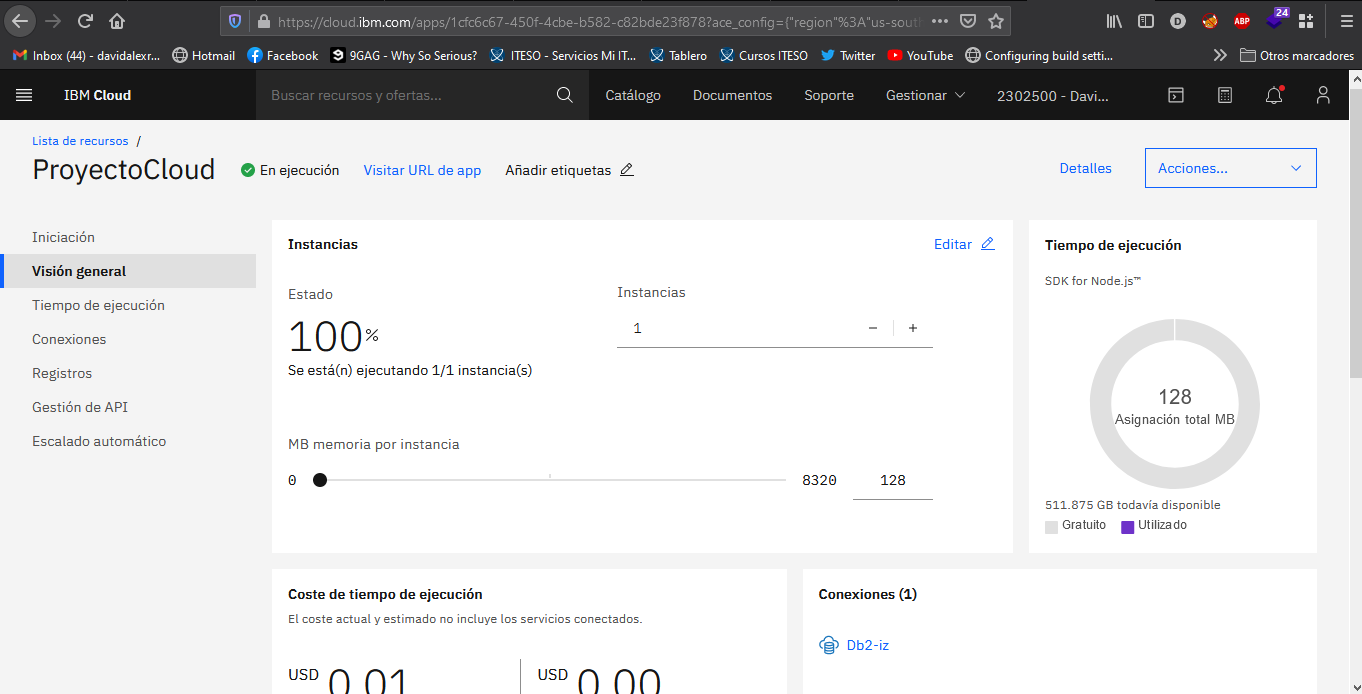 https://cloud.ibm.com/apps/1cfc6c67-450f-4cbe-b582-c82bde23f878?ace_config={"region"%3A"us-south
D ABP 24
Inbox (44) - davidalexr... Hotmail Facebook 9GAG - Why So Serious? ITESO - Servicios Mi IT... Tablero Cursos ITESO Twitter YouTube Configuring build setti... Otros marcadores
IBM Cloud Buscar recursos y ofertas... Catálogo Documentos Soporte Gestionar 2302500 - Davi...
Lista de recursos /
ProyectoCloud En ejecución Visitar URL de app Añadir etiquetas Detalles Acciones...
Iniciación
Visión general
Tiempo de ejecución
Conexiones
Registros
Gestión de API
Escalado automático
Instancias Editar
Estado
100%
Se está(n) ejecutando 1/1 instancia(s)
Instancias
1 − +
MB memoria por instancia
0 8320 128
Tiempo de ejecución
SDK for Node.js™
128
Asignación total MB
511.875 GB todavía disponible
Gratuito Utilizado
Coste de tiempo de ejecución
El coste actual y estimado no incluye los servicios conectados.
USD 0.01 USD 0.00
Conexiones (1)
Db2-iz